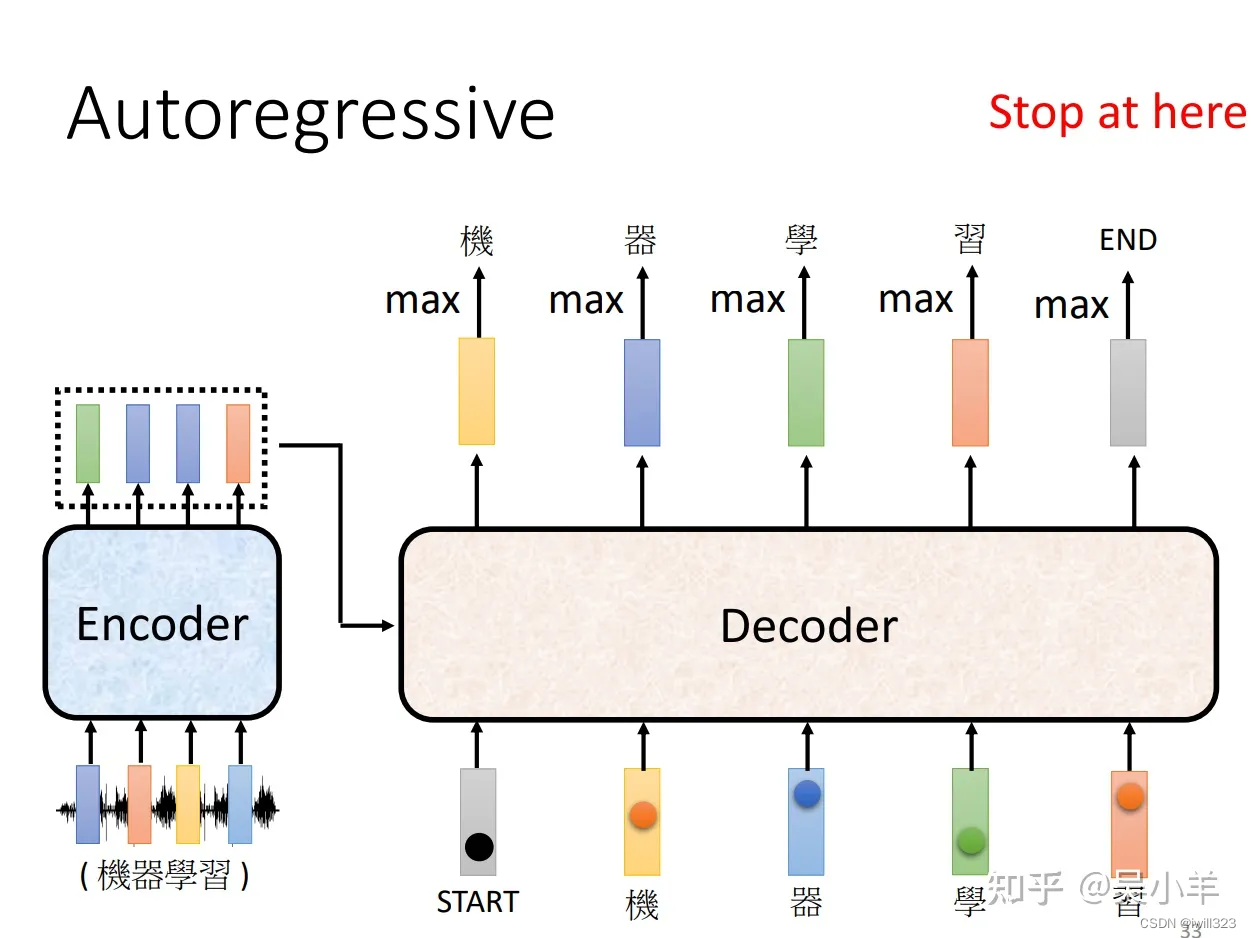 Autoregressive
Stop at here
機 器 學 習 END
max max max max max
Encoder
Decoder
( 機器學習 )
START 機 器 學 習
知乎 @吴小羊
CSDN @iwill323
33